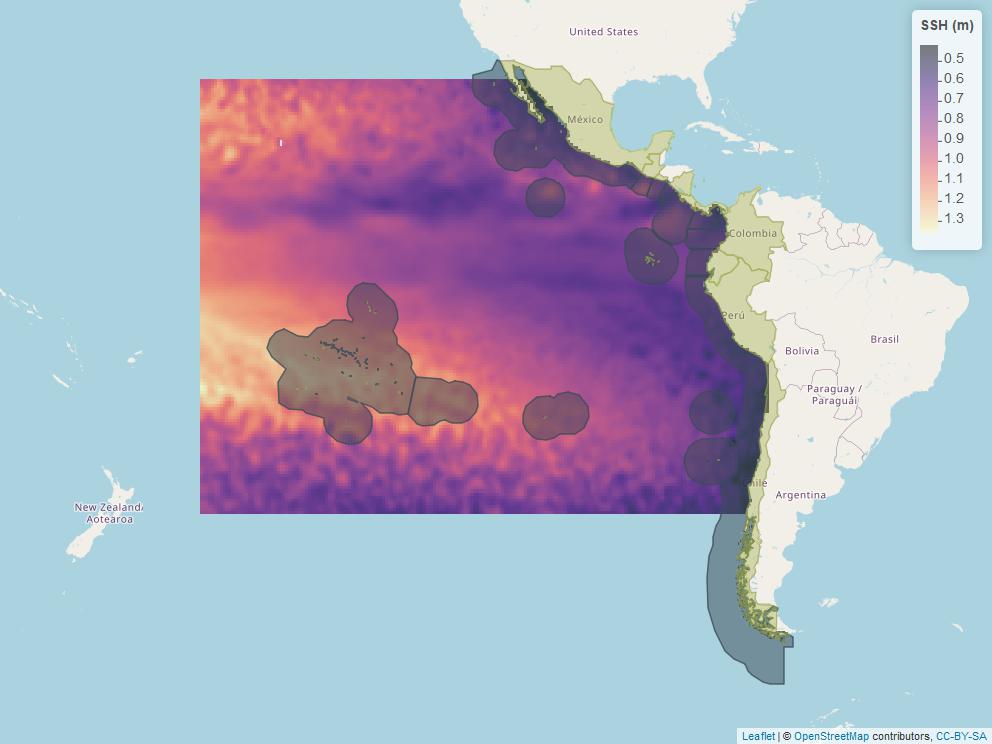 United States
SSH (m)
0.5
0.6
0.7
0.8
0.9
1.0
1.1
1.2
1.3
México
Colombia
Perú
Brasil
Bolivia
Paraguay /
Paraguái
hile
Argentina
New Zealand/
Aotearoa
Leaflet | © OpenStreetMap contributors, CC-BY-SA